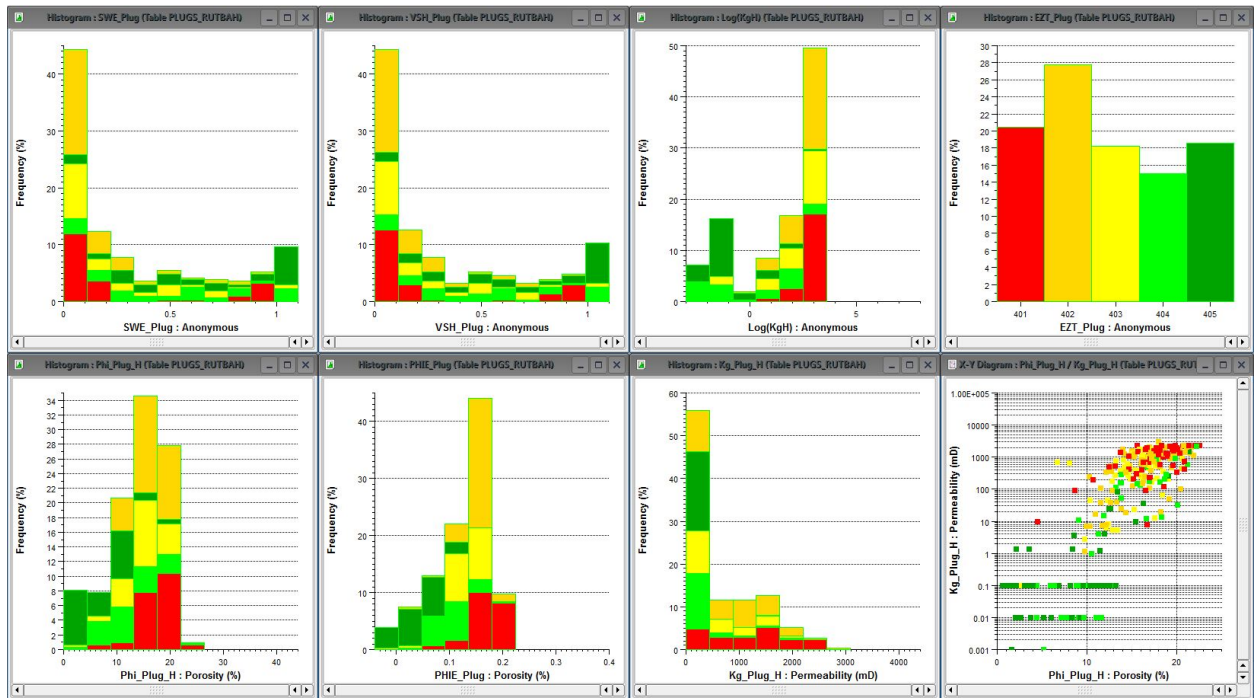 Histogram : SWE_Plug (Table PLUGS_RUTBAH)
Frequency (%)
40
30
20
10
0
0 0.5 1
SWE_Plug : Anonymous
Histogram : VSH_Plug (Table PLUGS_RUTBAH)
Frequency (%)
40
30
20
10
0
0 0.5 1
VSH_Plug : Anonymous
Histogram : Log(KgH) (Table PLUGS_RUTBAH)
Frequency (%)
50
40
30
20
10
0
0 5
Log(KgH) : Anonymous
Histogram : EZT_Plug (Table PLUGS_RUTBAH)
Frequency (%)
30
28
26
24
22
20
18
16
14
12
10
8
6
4
2
0
401 402 403 404 405
EZT_Plug : Anonymous
Histogram : Phi_Plug_H (Table PLUGS_RUTBAH)
Frequency (%)
34
32
30
28
26
24
22
20
18
16
14
12
10
8
6
4
2
0
0 10 20 30 40
Phi_Plug_H : Porosity (%)
Histogram : PHIE_Plug (Table PLUGS_RUTBAH)
Frequency (%)
40
30
20
10
0
0 0.1 0.2 0.3 0.4
PHIE_Plug : Porosity (%)
Histogram : Kg_Plug_H (Table PLUGS_RUTBAH)
Frequency (%)
60
50
40
30
20
10
0
0 1000 2000 3000 4000
Kg_Plug_H : Permeability (mD)
X-Y Diagram : Phi_Plug_H / Kg_Plug_H (Table PLUGS_RUT
Kg_Plug_H : Permeability (mD)
1.00E+005
10000
1000
100
10
1
0.1
0.01
0.001
10 20
Phi_Plug_H : Porosity (%)